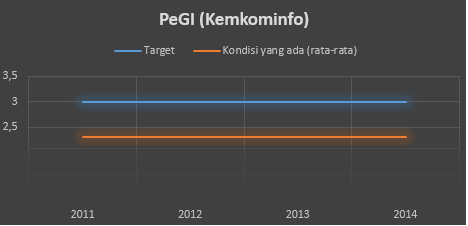 PeGI (Kemkominfo)
Target Kondisi yang ada (rata-rata)
3,5
3
2,5
2011 2012 2013 2014